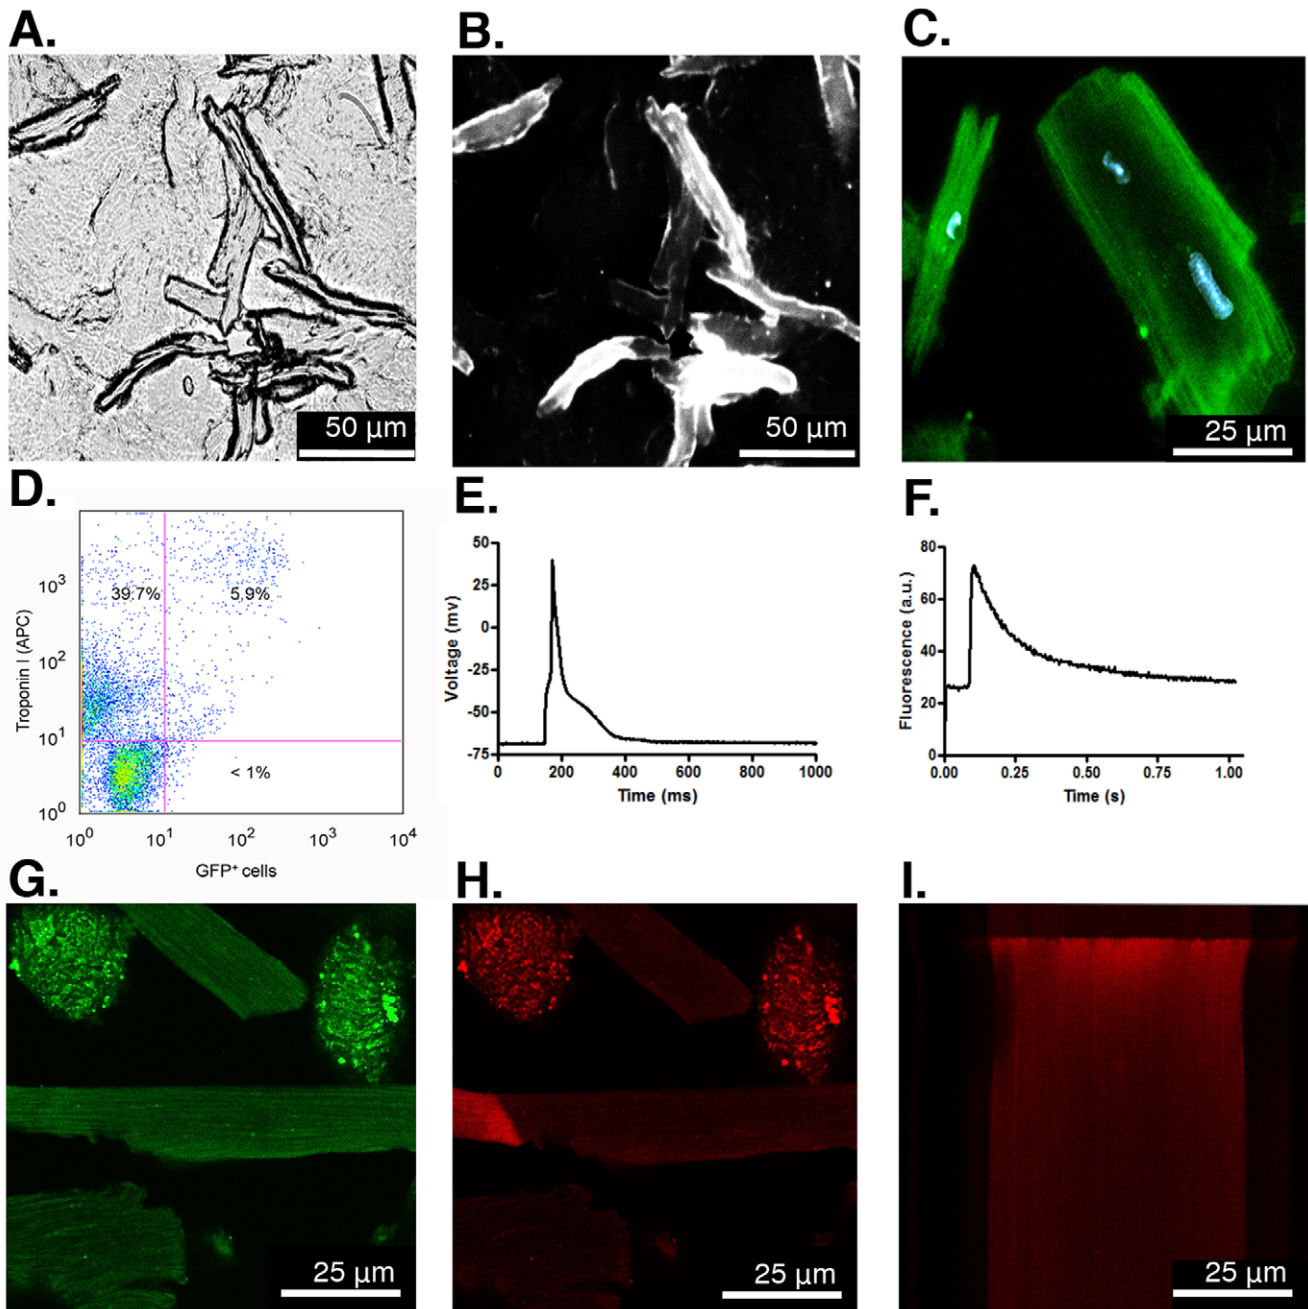 A.
B.
C.
50 µm
50 µm
25 µm
D.
E.
F.
Troponin I (APC)
10³
10²
10¹
10⁰
39.7%
5.9%
< 1%
10⁰ 10¹ 10² 10³ 10⁴
GFP⁺ cells
Voltage (mv)
50
25
0
-25
-50
-75
0 200 400 600 800 1000
Time (ms)
Fluorescence (a.u.)
80
60
40
20
0
0.00 0.25 0.50 0.75 1.00
Time (s)
G.
H.
I.
25 µm
25 µm
25 µm